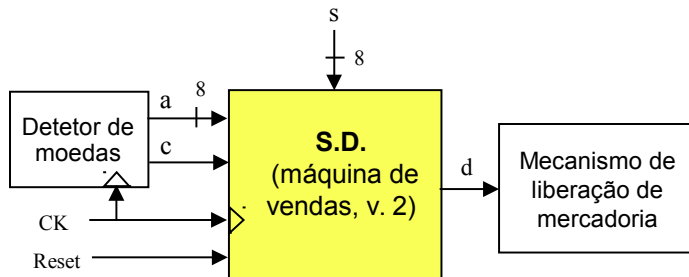 s
8
a
8
Detetor de
moedas
c
S.D.
(máquina de
vendas, v. 2)
d
Mecanismo de
liberação de
mercadoria
CK
Reset